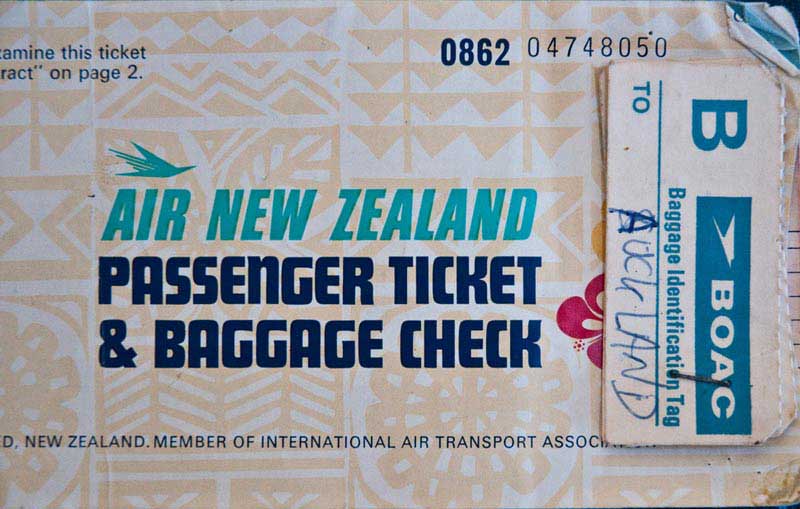 xamine this ticket
ract" on page 2.
0862 04748050
AIR NEW ZEALAND
PASSENGER TICKET
& BAGGAGE CHECK
D, NEW ZEALAND. MEMBER OF INTERNATIONAL AIR TRANSPORT ASSOCI
B
BOAC
Baggage Identification Tag
TO
AUCKLAND